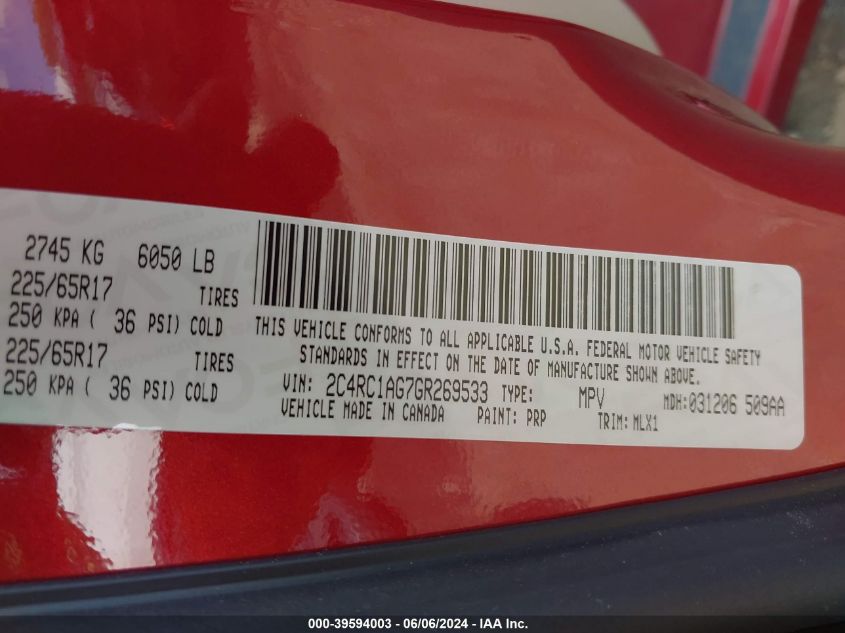 2745 KG 6050 LB
225/65R17 TIRES
250 KPA ( 36 PSI) COLD
225/65R17 TIRES
250 KPA ( 36 PSI) COLD
THIS VEHICLE CONFORMS TO ALL APPLICABLE U.S.A. FEDERAL MOTOR VEHICLE SAFETY
STANDARDS IN EFFECT ON THE DATE OF MANUFACTURE SHOWN ABOVE.
VIN: 2C4RC1AG7GR269533 TYPE: MPV MDH:031206 509AA
VEHICLE MADE IN CANADA PAINT: PRP TRIM: MLX1
000-39594003 - 06/06/2024 - IAA Inc.